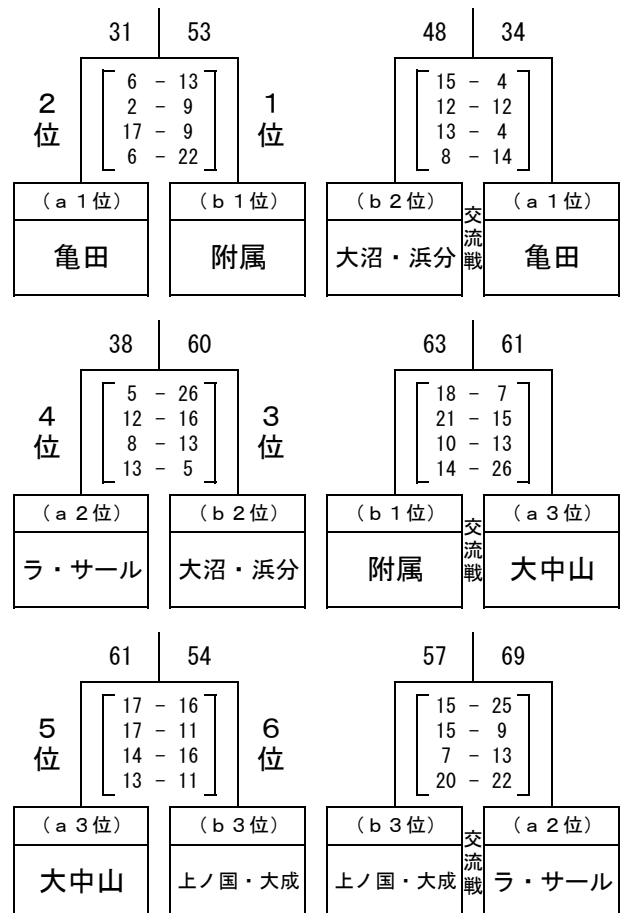 31 53
2位 1位
6 - 13
2 - 9
17 - 9
6 - 22
(a1位) (b1位)
亀田 附属
48 34
15 - 4
12 - 12
13 - 4
8 - 14
(b2位) (a1位)
大沼・浜分 交流戦 亀田
38 60
4位 3位
5 - 26
12 - 16
8 - 13
13 - 5
(a2位) (b2位)
ラ・サール 大沼・浜分
63 61
18 - 7
21 - 15
10 - 13
14 - 26
(b1位) (a3位)
附属 交流戦 大中山
61 54
5位 6位
17 - 16
17 - 11
14 - 16
13 - 11
(a3位) (b3位)
大中山 上ノ国・大成
57 69
15 - 25
15 - 9
7 - 13
20 - 22
(b3位) (a2位)
上ノ国・大成 交流戦 ラ・サール